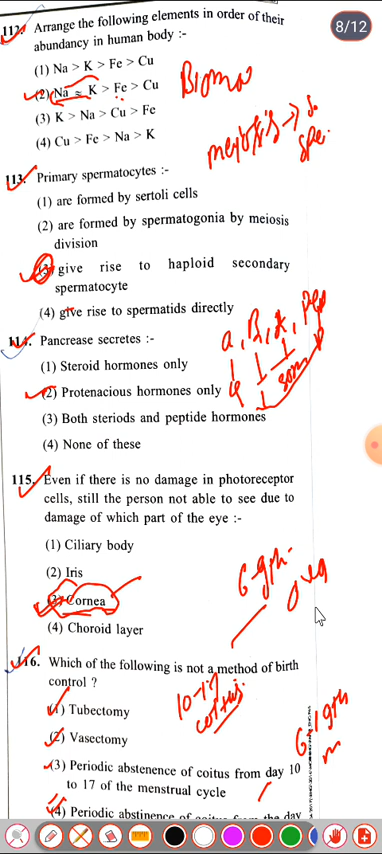 8/12
112. Arrange the following elements in order of their
abundancy in human body :-
(1) Na > K > Fe > Cu
(2) Na ≈ K > Fe > Cu
(3) K > Na > Cu > Fe
(4) Cu > Fe > Na > K
113. Primary spermatocytes :-
(1) are formed by sertoli cells
(2) are formed by spermatogonia by meiosis
division
(3) give rise to haploid secondary
spermatocyte
(4) give rise to spermatids directly
114. Pancrease secretes :-
(1) Steroid hormones only
(2) Protenacious hormones only
(3) Both steriods and peptide hormones
(4) None of these
115. Even if there is no damage in photoreceptor
cells, still the person not able to see due to
damage of which part of the eye :-
(1) Ciliary body
(2) Iris
(3) Cornea
(4) Choroid layer
116. Which of the following is not a method of birth
control ?
10-17
(1) Tubectomy
(2) Vasectomy
(3) Periodic abstenence of coitus from day 10
to 17 of the menstrual cycle
(4) Periodic abstinence of coitus from the day